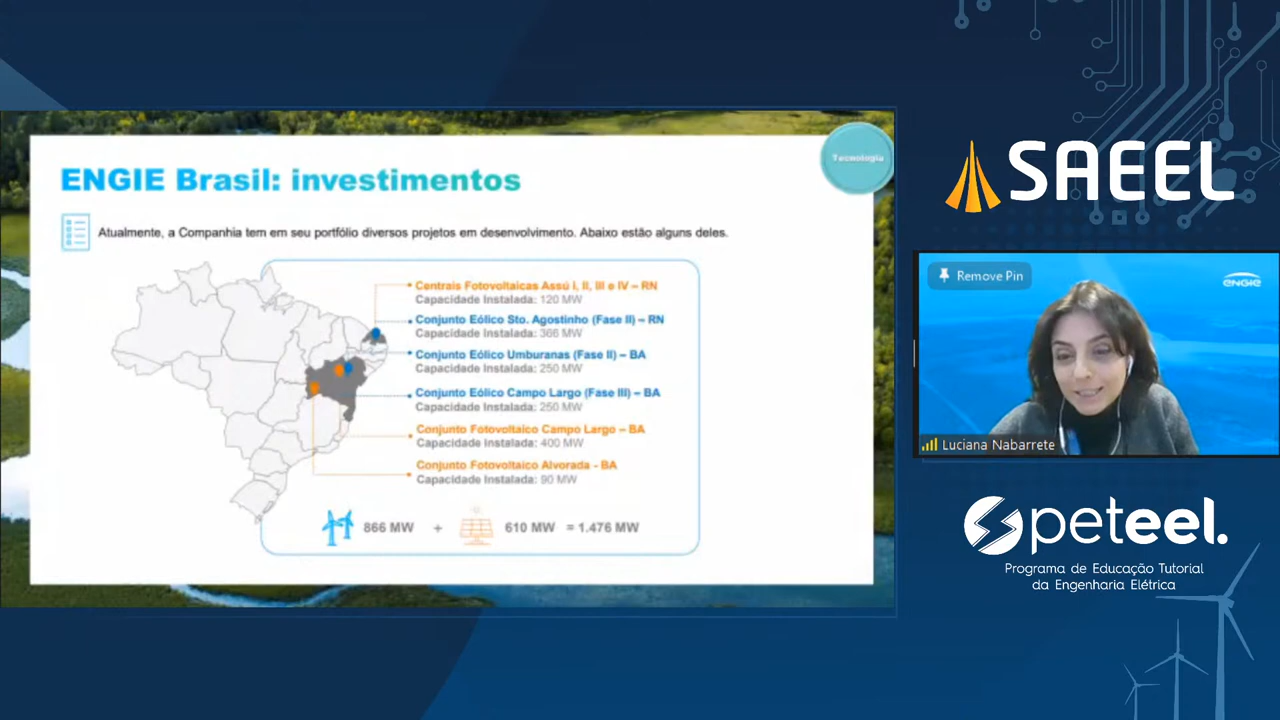 Tecnologia
ENGIE Brasil: investimentos
Atualmente, a Companhia tem em seu portfólio diversos projetos em desenvolvimento. Abaixo estão alguns deles.
Centrais Fotovoltaicas Assú I, II, III e IV – RN
Capacidade Instalada: 120 MW
Conjunto Eólico Sto. Agostinho (Fase II) – RN
Capacidade Instalada: 366 MW
Conjunto Eólico Umburanas (Fase II) – BA
Capacidade Instalada: 250 MW
Conjunto Eólico Campo Largo (Fase III) – BA
Capacidade Instalada: 250 MW
Conjunto Fotovoltaico Campo Largo – BA
Capacidade Instalada: 400 MW
Conjunto Fotovoltaico Alvorada - BA
Capacidade Instalada: 90 MW
866 MW + 610 MW = 1.476 MW
SAEEL
Remove Pin
ENGIE
Luciana Nabarrete
peteel.
Programa de Educação Tutorial
da Engenharia Elétrica